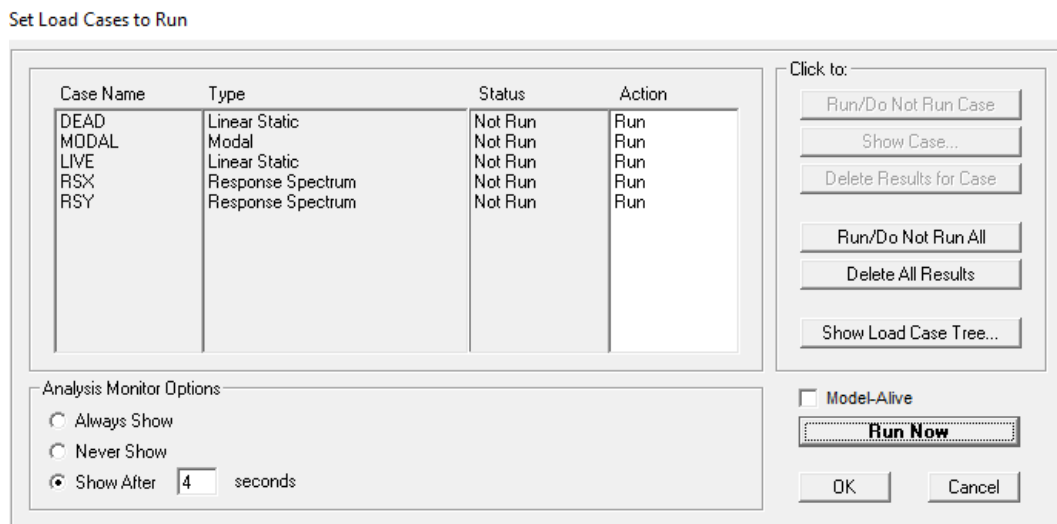 Set Load Cases to Run
Case Name Type Status Action
DEAD Linear Static Not Run Run
MODAL Modal Not Run Run
LIVE Linear Static Not Run Run
RSX Response Spectrum Not Run Run
RSY Response Spectrum Not Run Run
Click to:
Run/Do Not Run Case
Show Case...
Delete Results for Case
Run/Do Not Run All
Delete All Results
Show Load Case Tree...
Analysis Monitor Options
Always Show
Never Show
Show After 4 seconds
Model-Alive
Run Now
OK Cancel